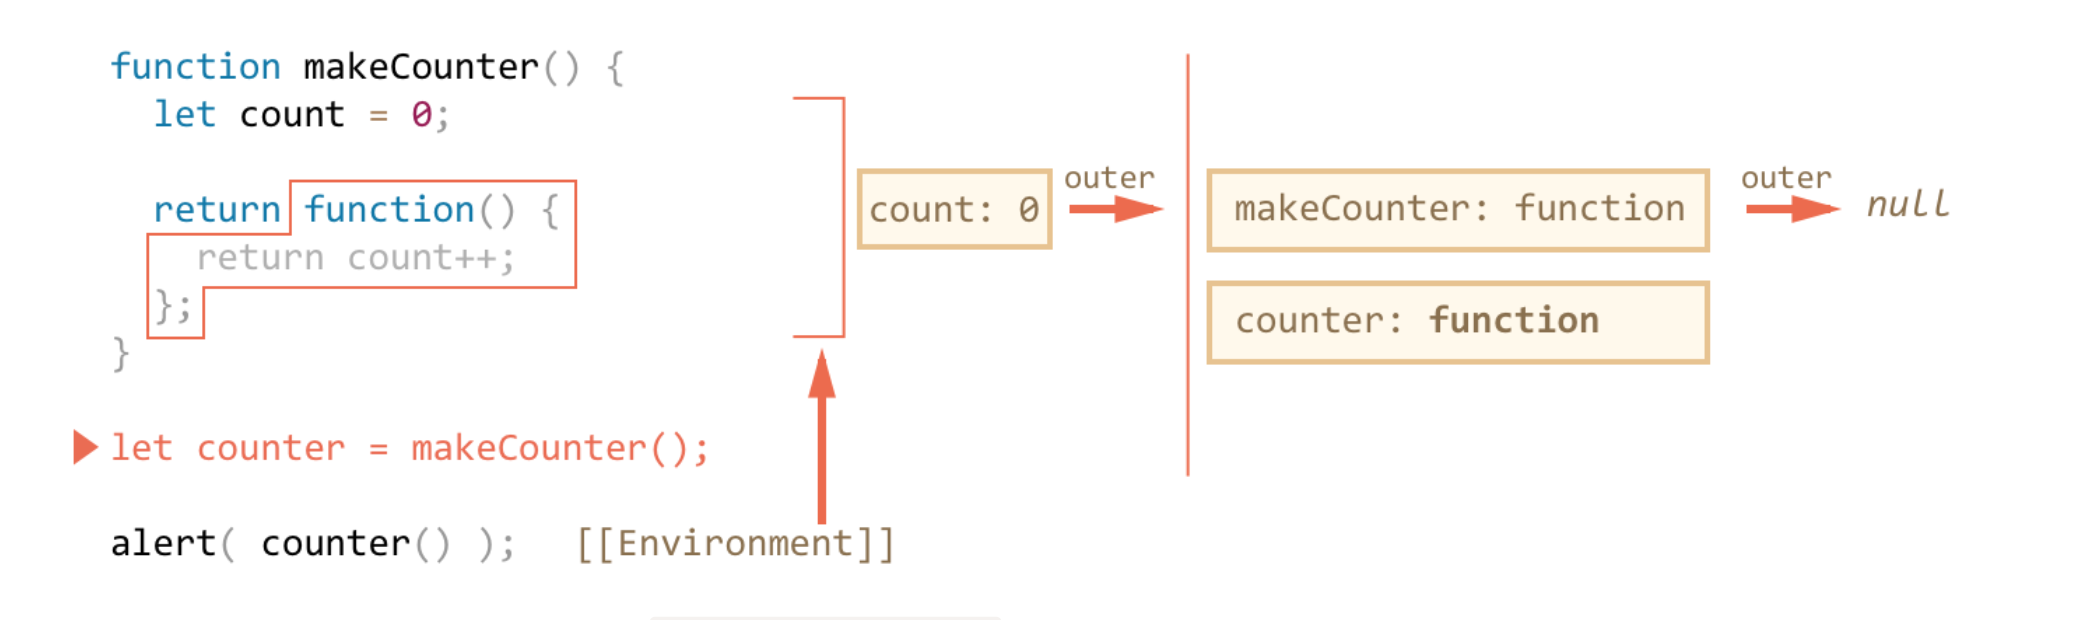 function makeCounter() {
let count = 0;
return function() {
return count++;
};
}
let counter = makeCounter();
alert( counter() );
[[Environment]]
count: 0
outer
makeCounter: function
counter: function
outer
null